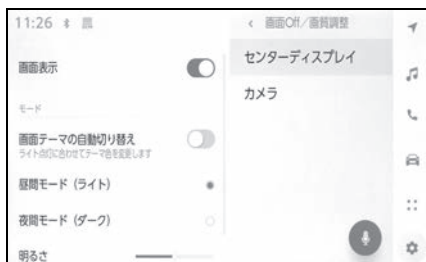 11:26
画面表示
モード
画面テーマの自動切り替え
ライト点灯に合わせてテーマ色を変更します
昼間モード（ライト）
夜間モード（ダーク）
明るさ
< 画面Off／画質調整
センターディスプレイ
カメラ